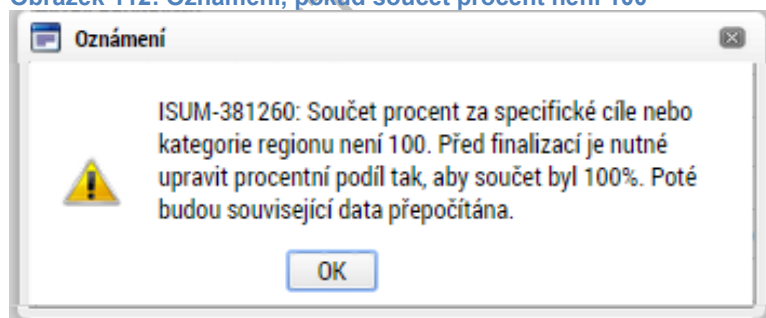 Obrázek 112: Oznámení, pokud součet procent není 100
Oznámení
ISUM-381260: Součet procent za specifické cíle nebo
kategorie regionu není 100. Před finalizací je nutné
upravit procentní podíl tak, aby součet byl 100%. Poté
budou související data přepočítána.
OK